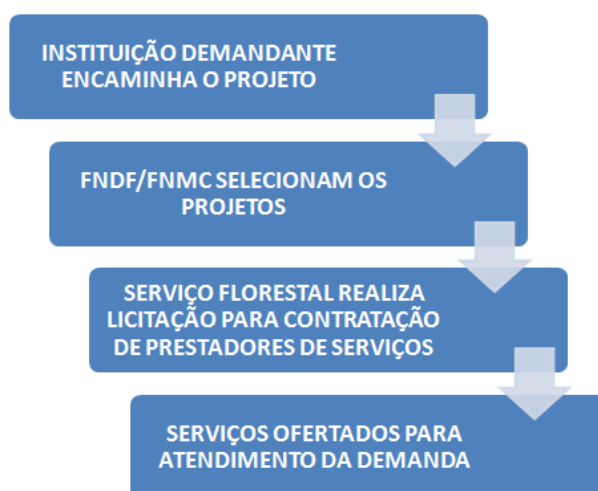 INSTITUIÇÃO DEMANDANTE
ENCAMINHA O PROJETO
FNDF/FNMC SELECIONAM OS
PROJETOS
SERVIÇO FLORESTAL REALIZA
LICITAÇÃO PARA CONTRATAÇÃO
DE PRESTADORES DE SERVIÇOS
SERVIÇOS OFERTADOS PARA
ATENDIMENTO DA DEMANDA